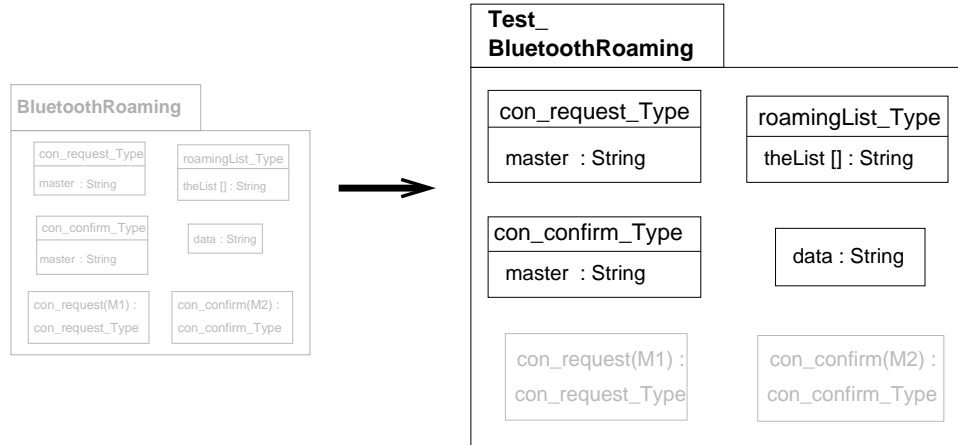 BluetoothRoaming
con_request_Type
master : String
roamingList_Type
theList [] : String
con_confirm_Type
master : String
data : String
con_request(M1) :
con_request_Type
con_confirm(M2) :
con_confirm_Type
Test_
BluetoothRoaming
con_request_Type
master : String
roamingList_Type
theList [] : String
con_confirm_Type
master : String
data : String
con_request(M1) :
con_request_Type
con_confirm(M2) :
con_confirm_Type